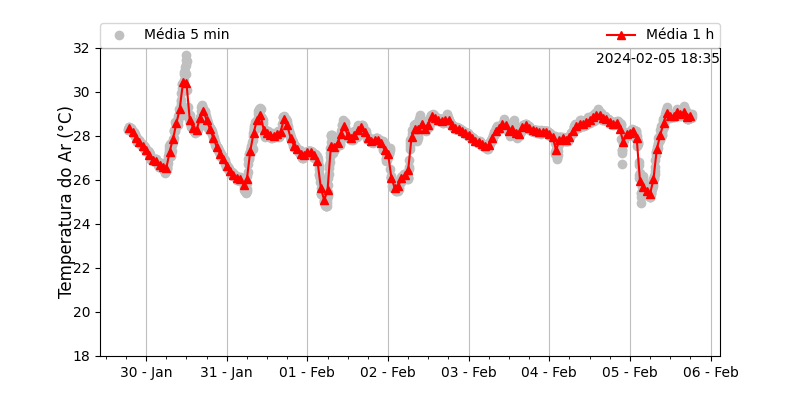 Média 5 min
Média 1 h
2024-02-05 18:35
Temperatura do Ar (°C)
32
30
28
26
24
22
20
18
30 - Jan
31 - Jan
01 - Feb
02 - Feb
03 - Feb
04 - Feb
05 - Feb
06 - Feb